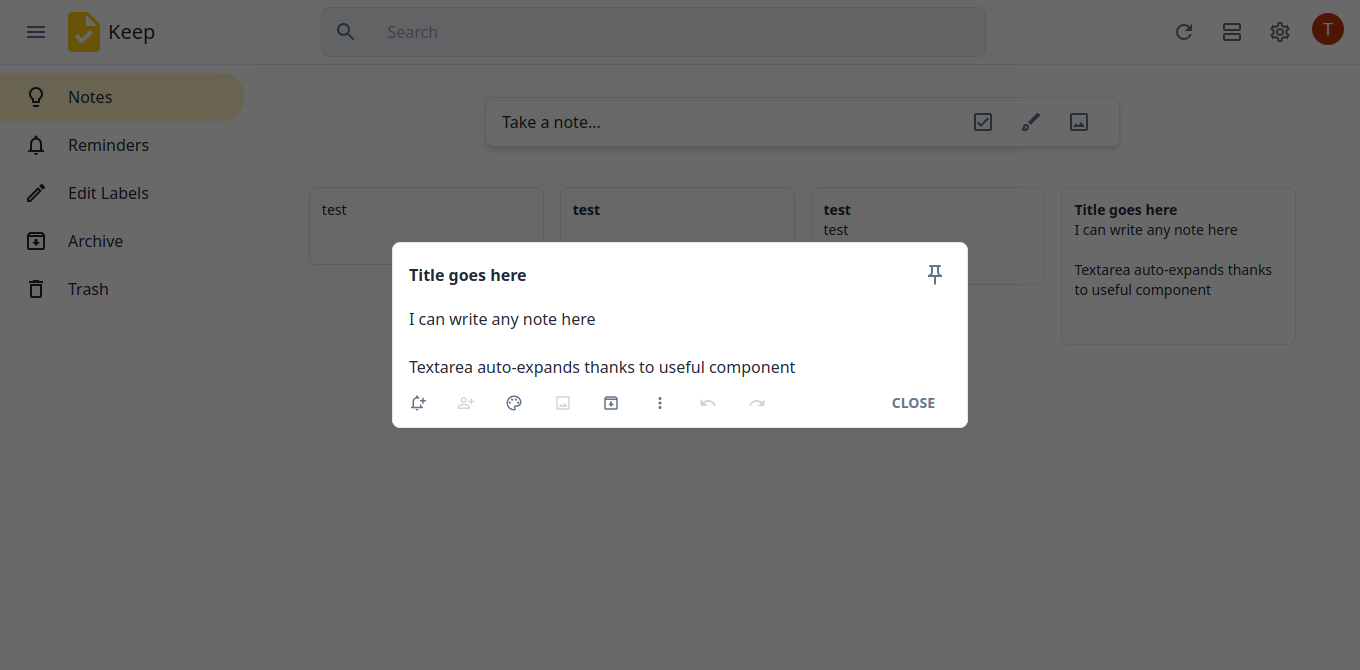 Keep
Search
T
Notes
Reminders
Edit Labels
Archive
Trash
Take a note...
test
test
test
test
Title goes here
I can write any note here
Textarea auto-expands thanks
to useful component
Title goes here
I can write any note here
Textarea auto-expands thanks to useful component
CLOSE